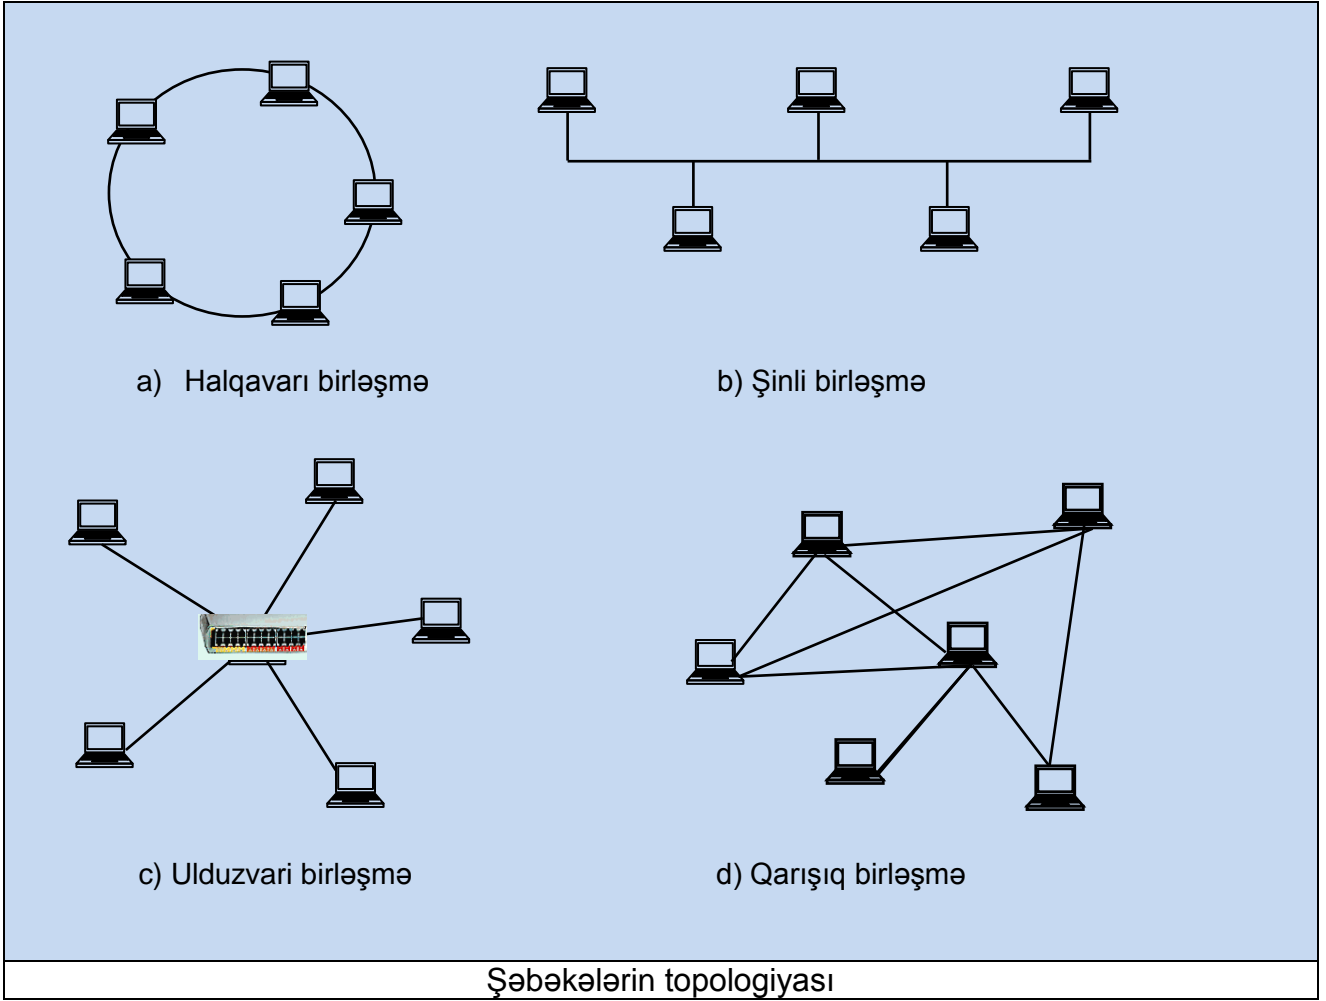 a) Halqavarı birləşmə
b) Şinli birləşmə
c) Ulduzvari birləşmə
d) Qarışıq birləşmə
Şəbəkələrin topologiyası